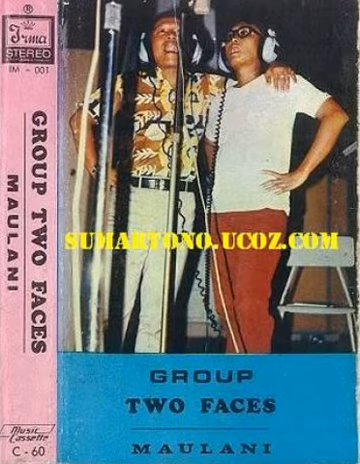 ®
Irma
STEREO
IM - 001
GROUP TWO FACES
MAULANI
Music
Cassette
C - 60
SUMARTONO.UCOZ.COM
GROUP
TWO FACES
MAULANI